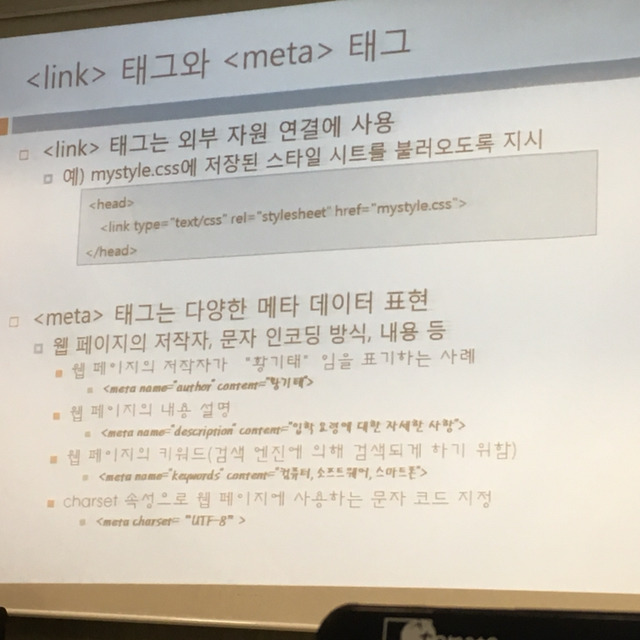 <link> 태그와 <meta> 태그
<link> 태그는 외부 자원 연결에 사용
예) mystyle.css에 저장된 스타일 시트를 불러오도록 지시
<head>
<link type="text/css" rel="stylesheet" href="mystyle.css">
</head>
<meta> 태그는 다양한 메타 데이터 표현
웹 페이지의 저작자, 문자 인코딩 방식, 내용 등
웹 페이지의 저작자가 "황기태" 임을 표기하는 사례
<meta name="author" content="황기태">
웹 페이지의 내용 설명
<meta name="description" content="입학 요령에 대한 자세한 사항">
웹 페이지의 키워드(검색 엔진에 의해 검색되게 하기 위함)
<meta name="keywords" content="컴퓨터, 소프트웨어, 스마트폰">
charset 속성으로 웹 페이지에 사용하는 문자 코드 지정
<meta charset= "UTF-8" >